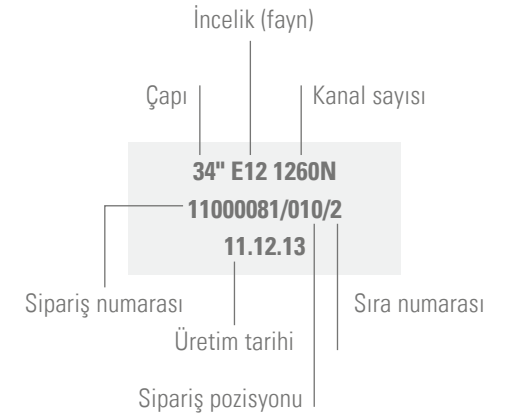 İncelik (fayn)
Çapı
Kanal sayısı
34" E12 1260N
11000081/010/2
11.12.13
Sipariş numarası
Sıra numarası
Üretim tarihi
Sipariş pozisyonu